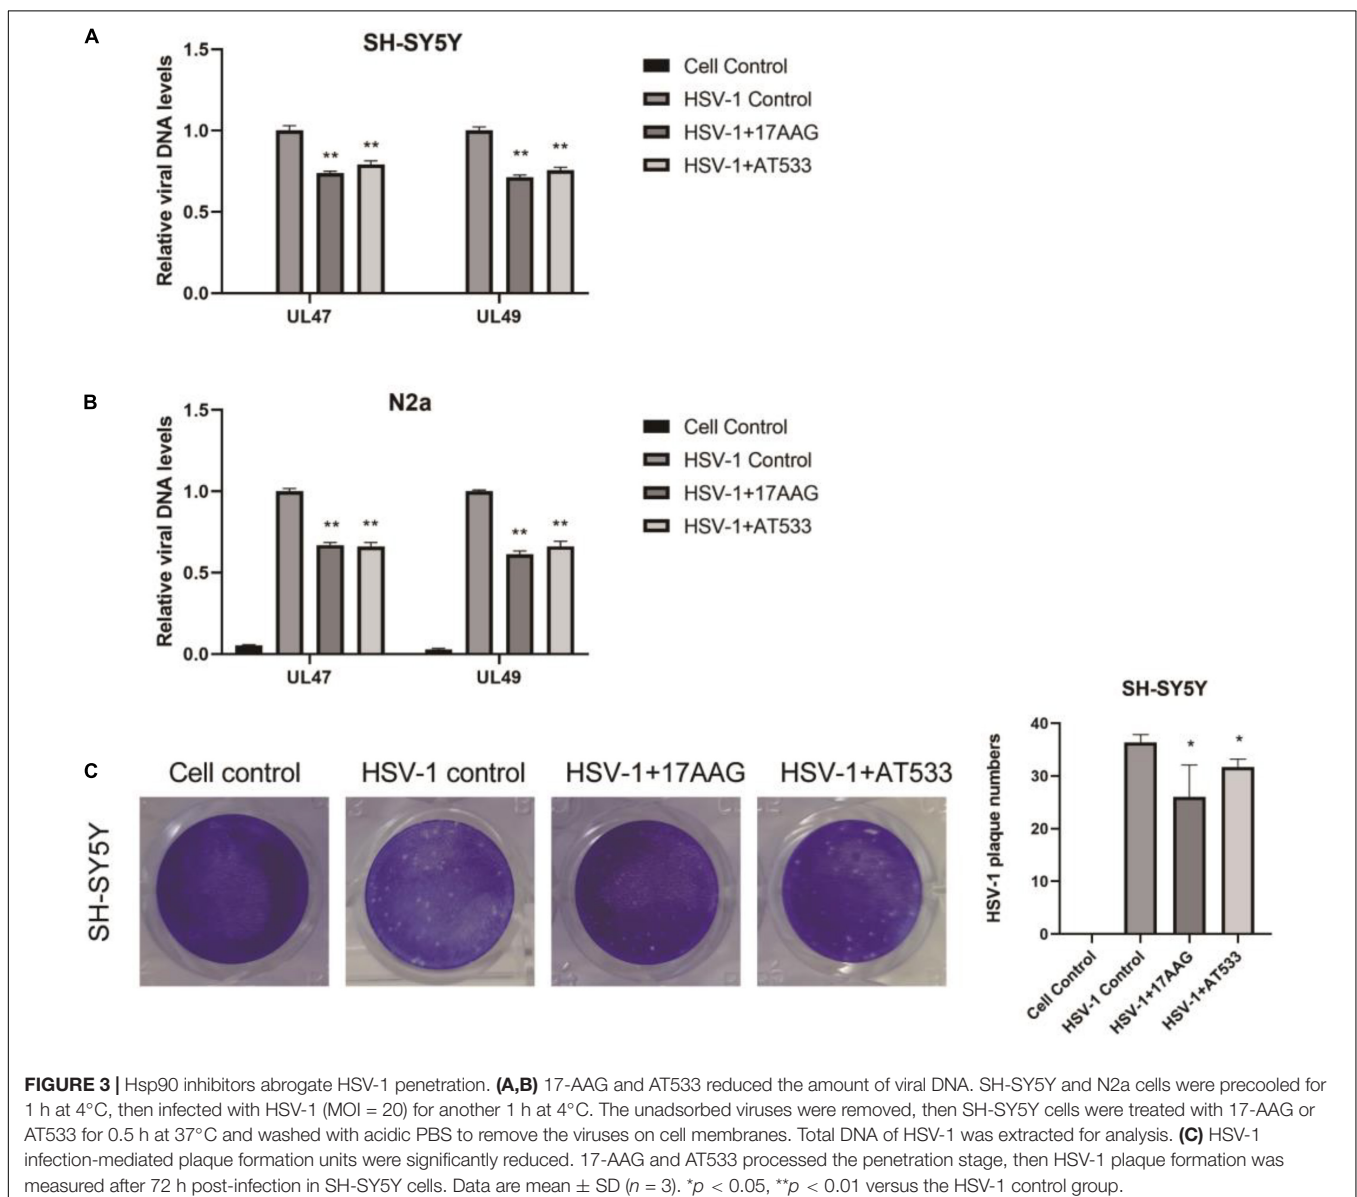 A
SH-SY5Y
Relative viral DNA levels
1.5
1.0
0.5
0.0
** ** ** **
UL47 UL49
Cell Control
HSV-1 Control
HSV-1+17AAG
HSV-1+AT533
B
N2a
Relative viral DNA levels
1.5
1.0
0.5
0.0
** ** ** **
UL47 UL49
Cell Control
HSV-1 Control
HSV-1+17AAG
HSV-1+AT533
C
Cell control HSV-1 control HSV-1+17AAG HSV-1+AT533
SH-SY5Y
SH-SY5Y
HSV-1 plaque numbers
40
30
20
10
0
* *
Cell Control
HSV-1 Control
HSV-1+17AAG
HSV-1+AT533
FIGURE 3 | Hsp90 inhibitors abrogate HSV-1 penetration. (A,B) 17-AAG and AT533 reduced the amount of viral DNA. SH-SY5Y and N2a cells were precooled for
1 h at 4°C, then infected with HSV-1 (MOI = 20) for another 1 h at 4°C. The unadsorbed viruses were removed, then SH-SY5Y cells were treated with 17-AAG or
AT533 for 0.5 h at 37°C and washed with acidic PBS to remove the viruses on cell membranes. Total DNA of HSV-1 was extracted for analysis. (C) HSV-1
infection-mediated plaque formation units were significantly reduced. 17-AAG and AT533 processed the penetration stage, then HSV-1 plaque formation was
measured after 72 h post-infection in SH-SY5Y cells. Data are mean ± SD (n = 3). *p < 0.05, **p < 0.01 versus the HSV-1 control group.